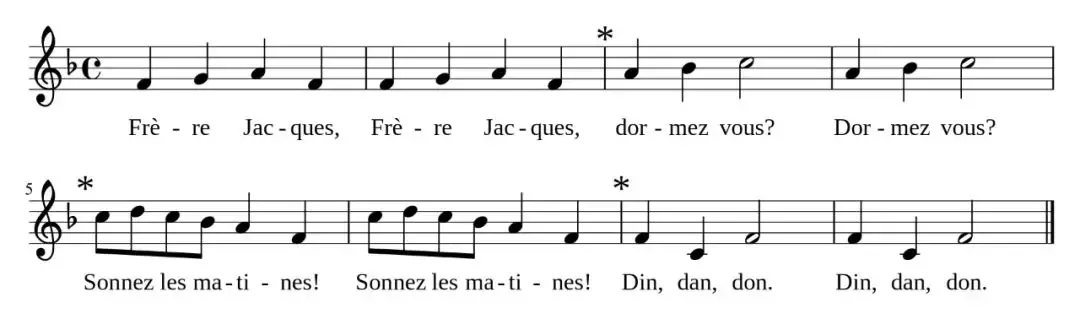 *
Frè - re Jac - ques, Frè - re Jac - ques, dor - mez vous? Dor - mez vous?
5 * *
Sonnez les ma - ti - nes! Sonnez les ma - ti - nes! Din, dan, don. Din, dan, don.